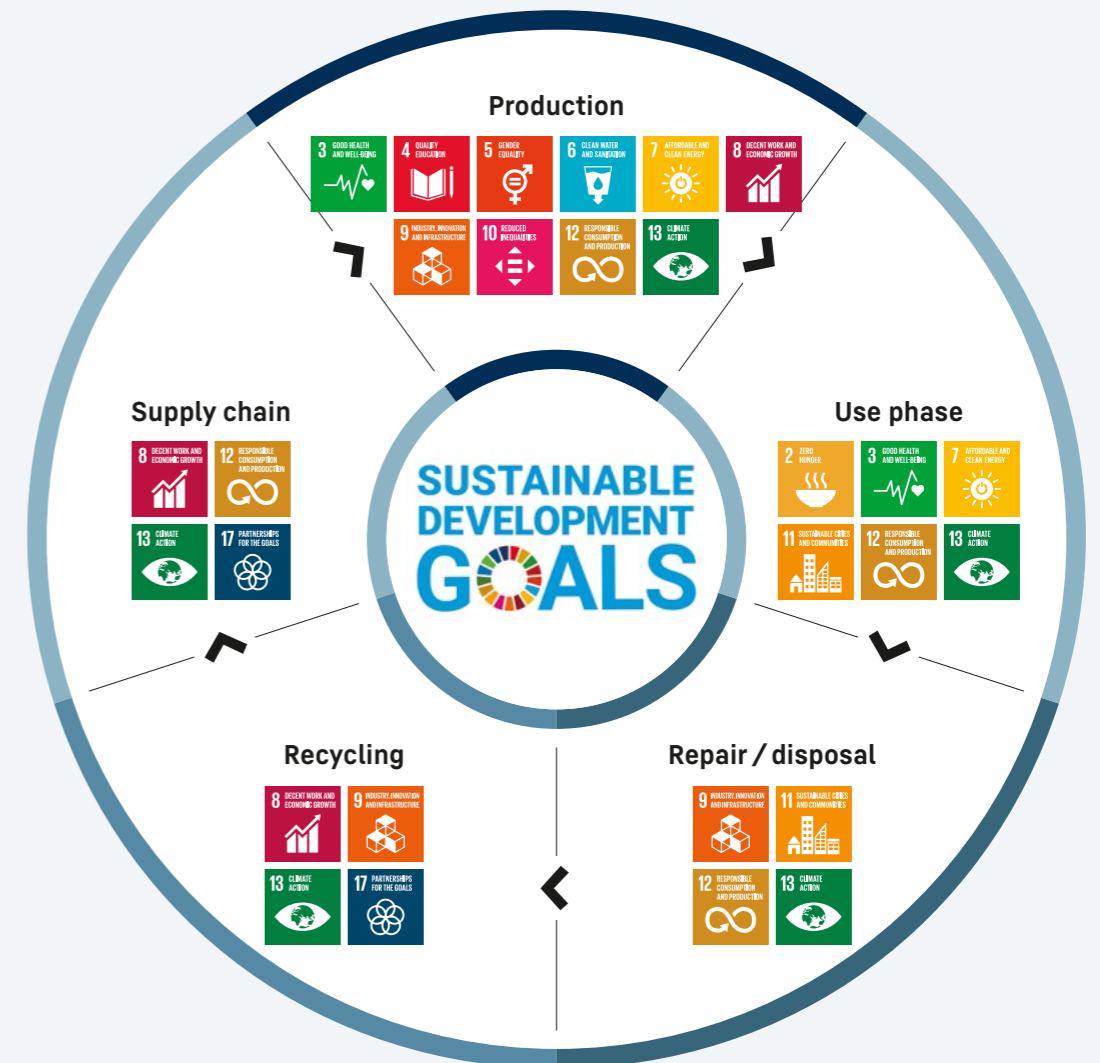 Production
3 GOOD HEALTH
AND WELL-BEING
4 QUALITY
EDUCATION
5 GENDER
EQUALITY
6 CLEAN WATER
AND SANITATION
7 AFFORDABLE AND
CLEAN ENERGY
8 DECENT WORK AND
ECONOMIC GROWTH
9 INDUSTRY, INNOVATION
AND INFRASTRUCTURE
10 REDUCED
INEQUALITIES
12 RESPONSIBLE
CONSUMPTION
AND PRODUCTION
13 CLIMATE
ACTION
Supply chain
8 DECENT WORK AND
ECONOMIC GROWTH
12 RESPONSIBLE
CONSUMPTION
AND PRODUCTION
13 CLIMATE
ACTION
17 PARTNERSHIPS
FOR THE GOALS
SUSTAINABLE
DEVELOPMENT
GOALS
Use phase
2 ZERO
HUNGER
3 GOOD HEALTH
AND WELL-BEING
7 AFFORDABLE AND
CLEAN ENERGY
11 SUSTAINABLE CITIES
AND COMMUNITIES
12 RESPONSIBLE
CONSUMPTION
AND PRODUCTION
13 CLIMATE
ACTION
Recycling
8 DECENT WORK AND
ECONOMIC GROWTH
9 INDUSTRY, INNOVATION
AND INFRASTRUCTURE
13 CLIMATE
ACTION
17 PARTNERSHIPS
FOR THE GOALS
Repair / disposal
9 INDUSTRY, INNOVATION
AND INFRASTRUCTURE
11 SUSTAINABLE CITIES
AND COMMUNITIES
12 RESPONSIBLE
CONSUMPTION
AND PRODUCTION
13 CLIMATE
ACTION